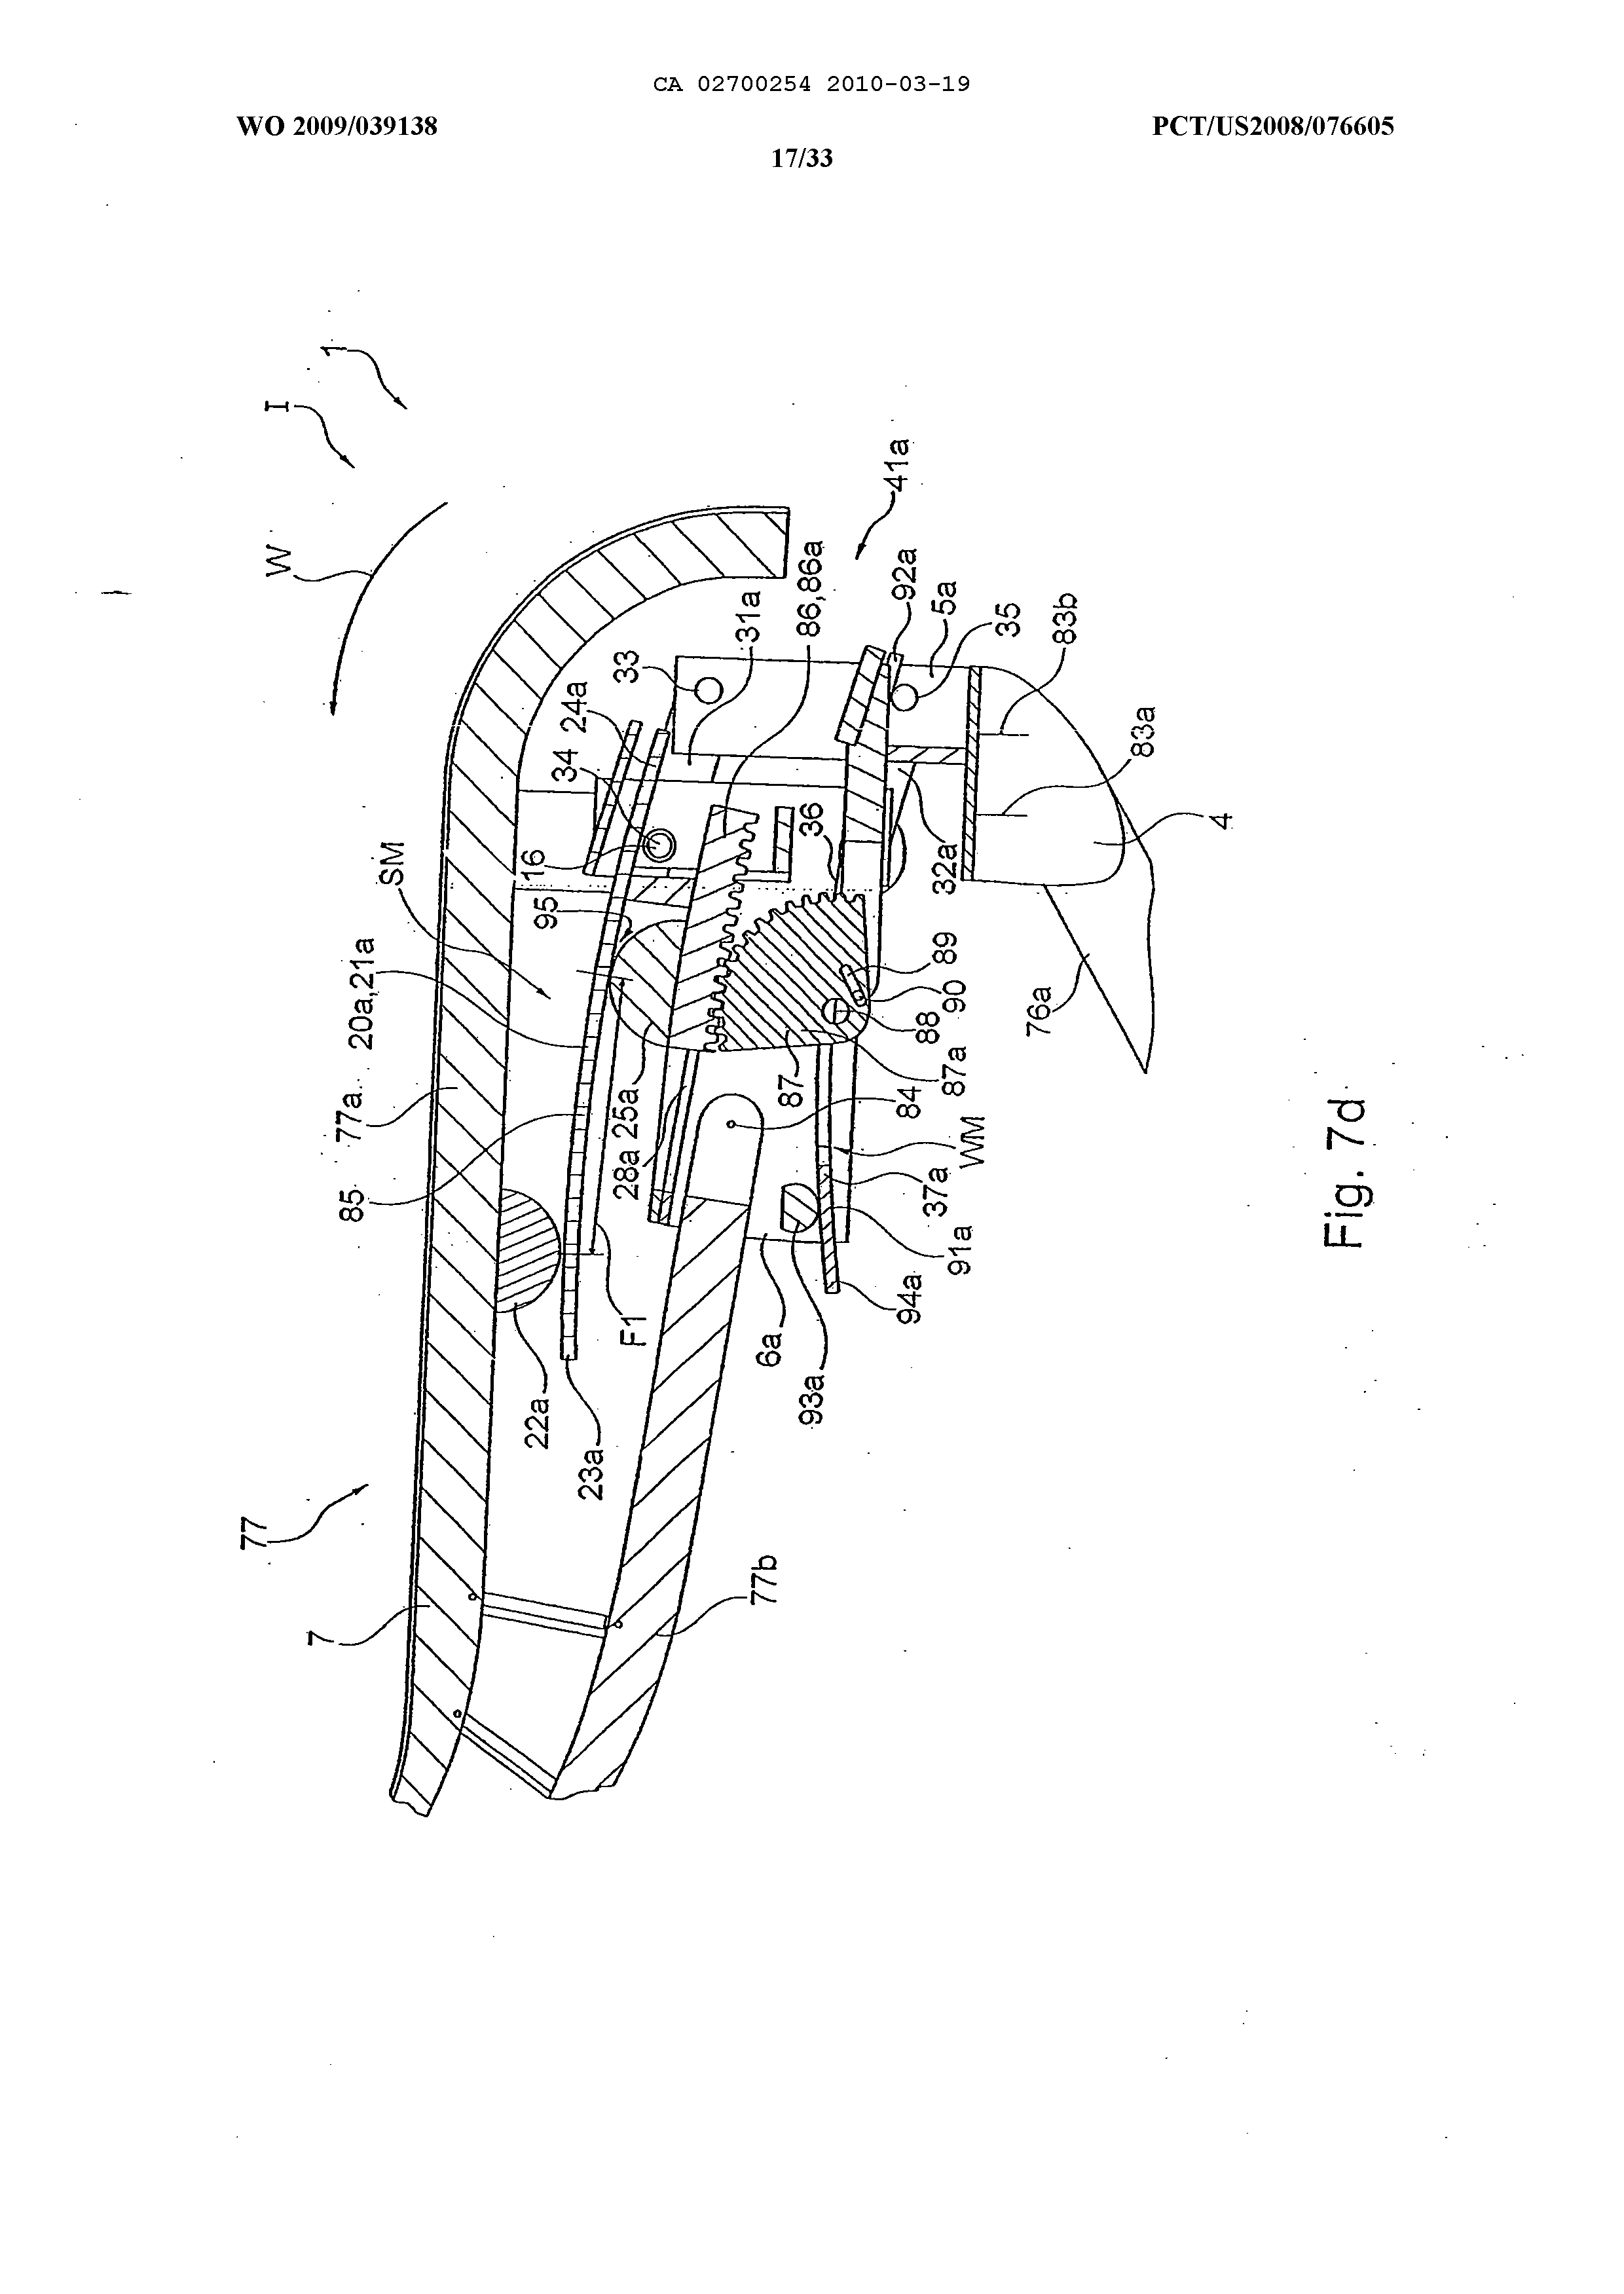 CA 02700254 2010-03-19
WO 2009/039138
PCT/US2008/076605
17/33
1
I
W
41a
92a
5a
35
83b
83a
4
86,86a
31a
33
24a
34
16
36
32a
SM
95
20a,21a
89
90
88
87a
87
76a
77a
85
28a 25a
84
WM
37a
91a
94a
F1
6a
93a
22a
23a
77
7
77b
Fig. 7d